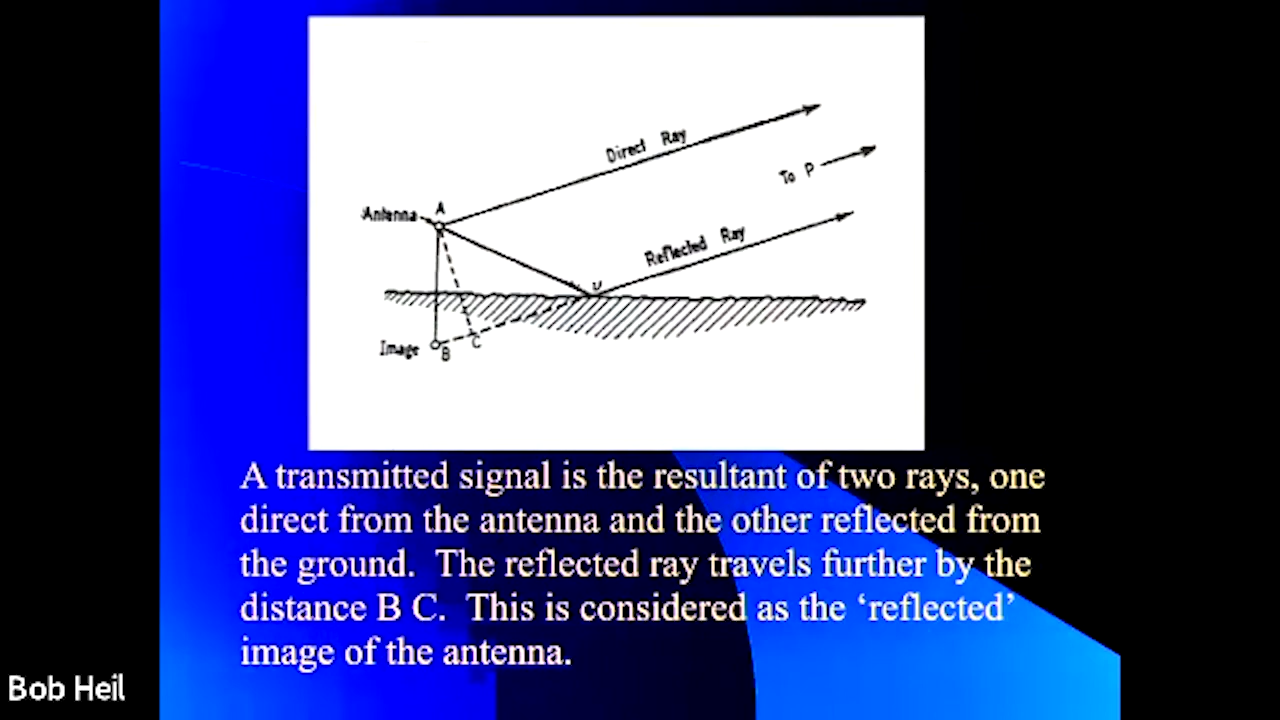 Direct Ray
To P
Antenna
A
Reflected Ray
Image
B
C
A transmitted signal is the resultant of two rays, one
direct from the antenna and the other reflected from
the ground. The reflected ray travels further by the
distance B C. This is considered as the ‘reflected’
image of the antenna.
Bob Heil